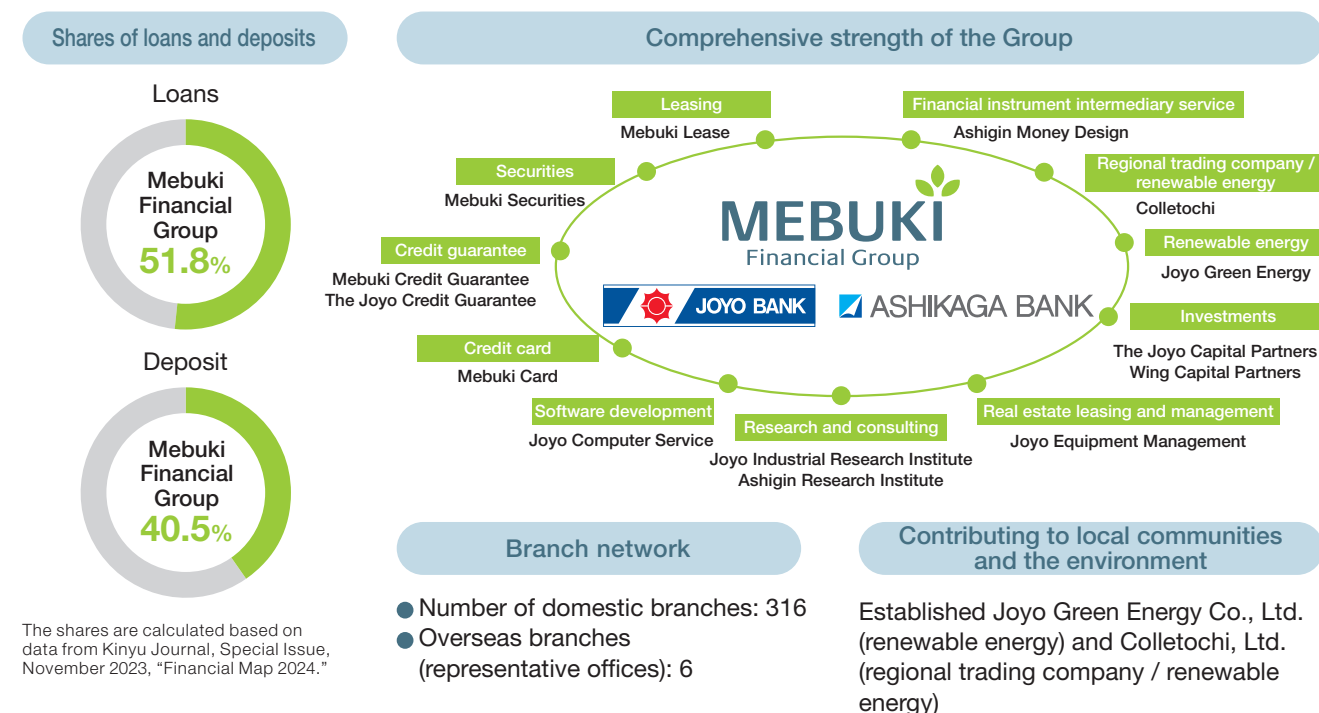 Shares of loans and deposits
Loans
Mebuki
Financial
Group
51.8%
Deposit
Mebuki
Financial
Group
40.5%
The shares are calculated based on
data from Kinyu Journal, Special Issue,
November 2023, “Financial Map 2024.”
Comprehensive strength of the Group
Leasing
Mebuki Lease
Financial instrument intermediary service
Ashigin Money Design
Securities
Mebuki Securities
Regional trading company /
renewable energy
Colletochi
Credit guarantee
Mebuki Credit Guarantee
The Joyo Credit Guarantee
Renewable energy
Joyo Green Energy
MEBUKI
Financial Group
JOYO BANK
ASHIKAGA BANK
Investments
The Joyo Capital Partners
Wing Capital Partners
Credit card
Mebuki Card
Software development
Joyo Computer Service
Research and consulting
Joyo Industrial Research Institute
Ashigin Research Institute
Real estate leasing and management
Joyo Equipment Management
Branch network
● Number of domestic branches: 316
● Overseas branches
(representative offices): 6
Contributing to local communities
and the environment
Established Joyo Green Energy Co., Ltd.
(renewable energy) and Colletochi, Ltd.
(regional trading company / renewable
energy)